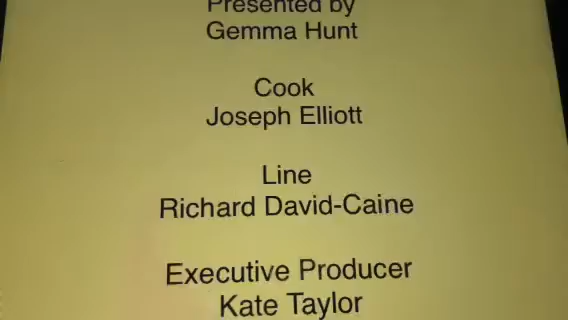 Presented by
Gemma Hunt
Cook
Joseph Elliott
Line
Richard David-Caine
Executive Producer
Kate Taylor